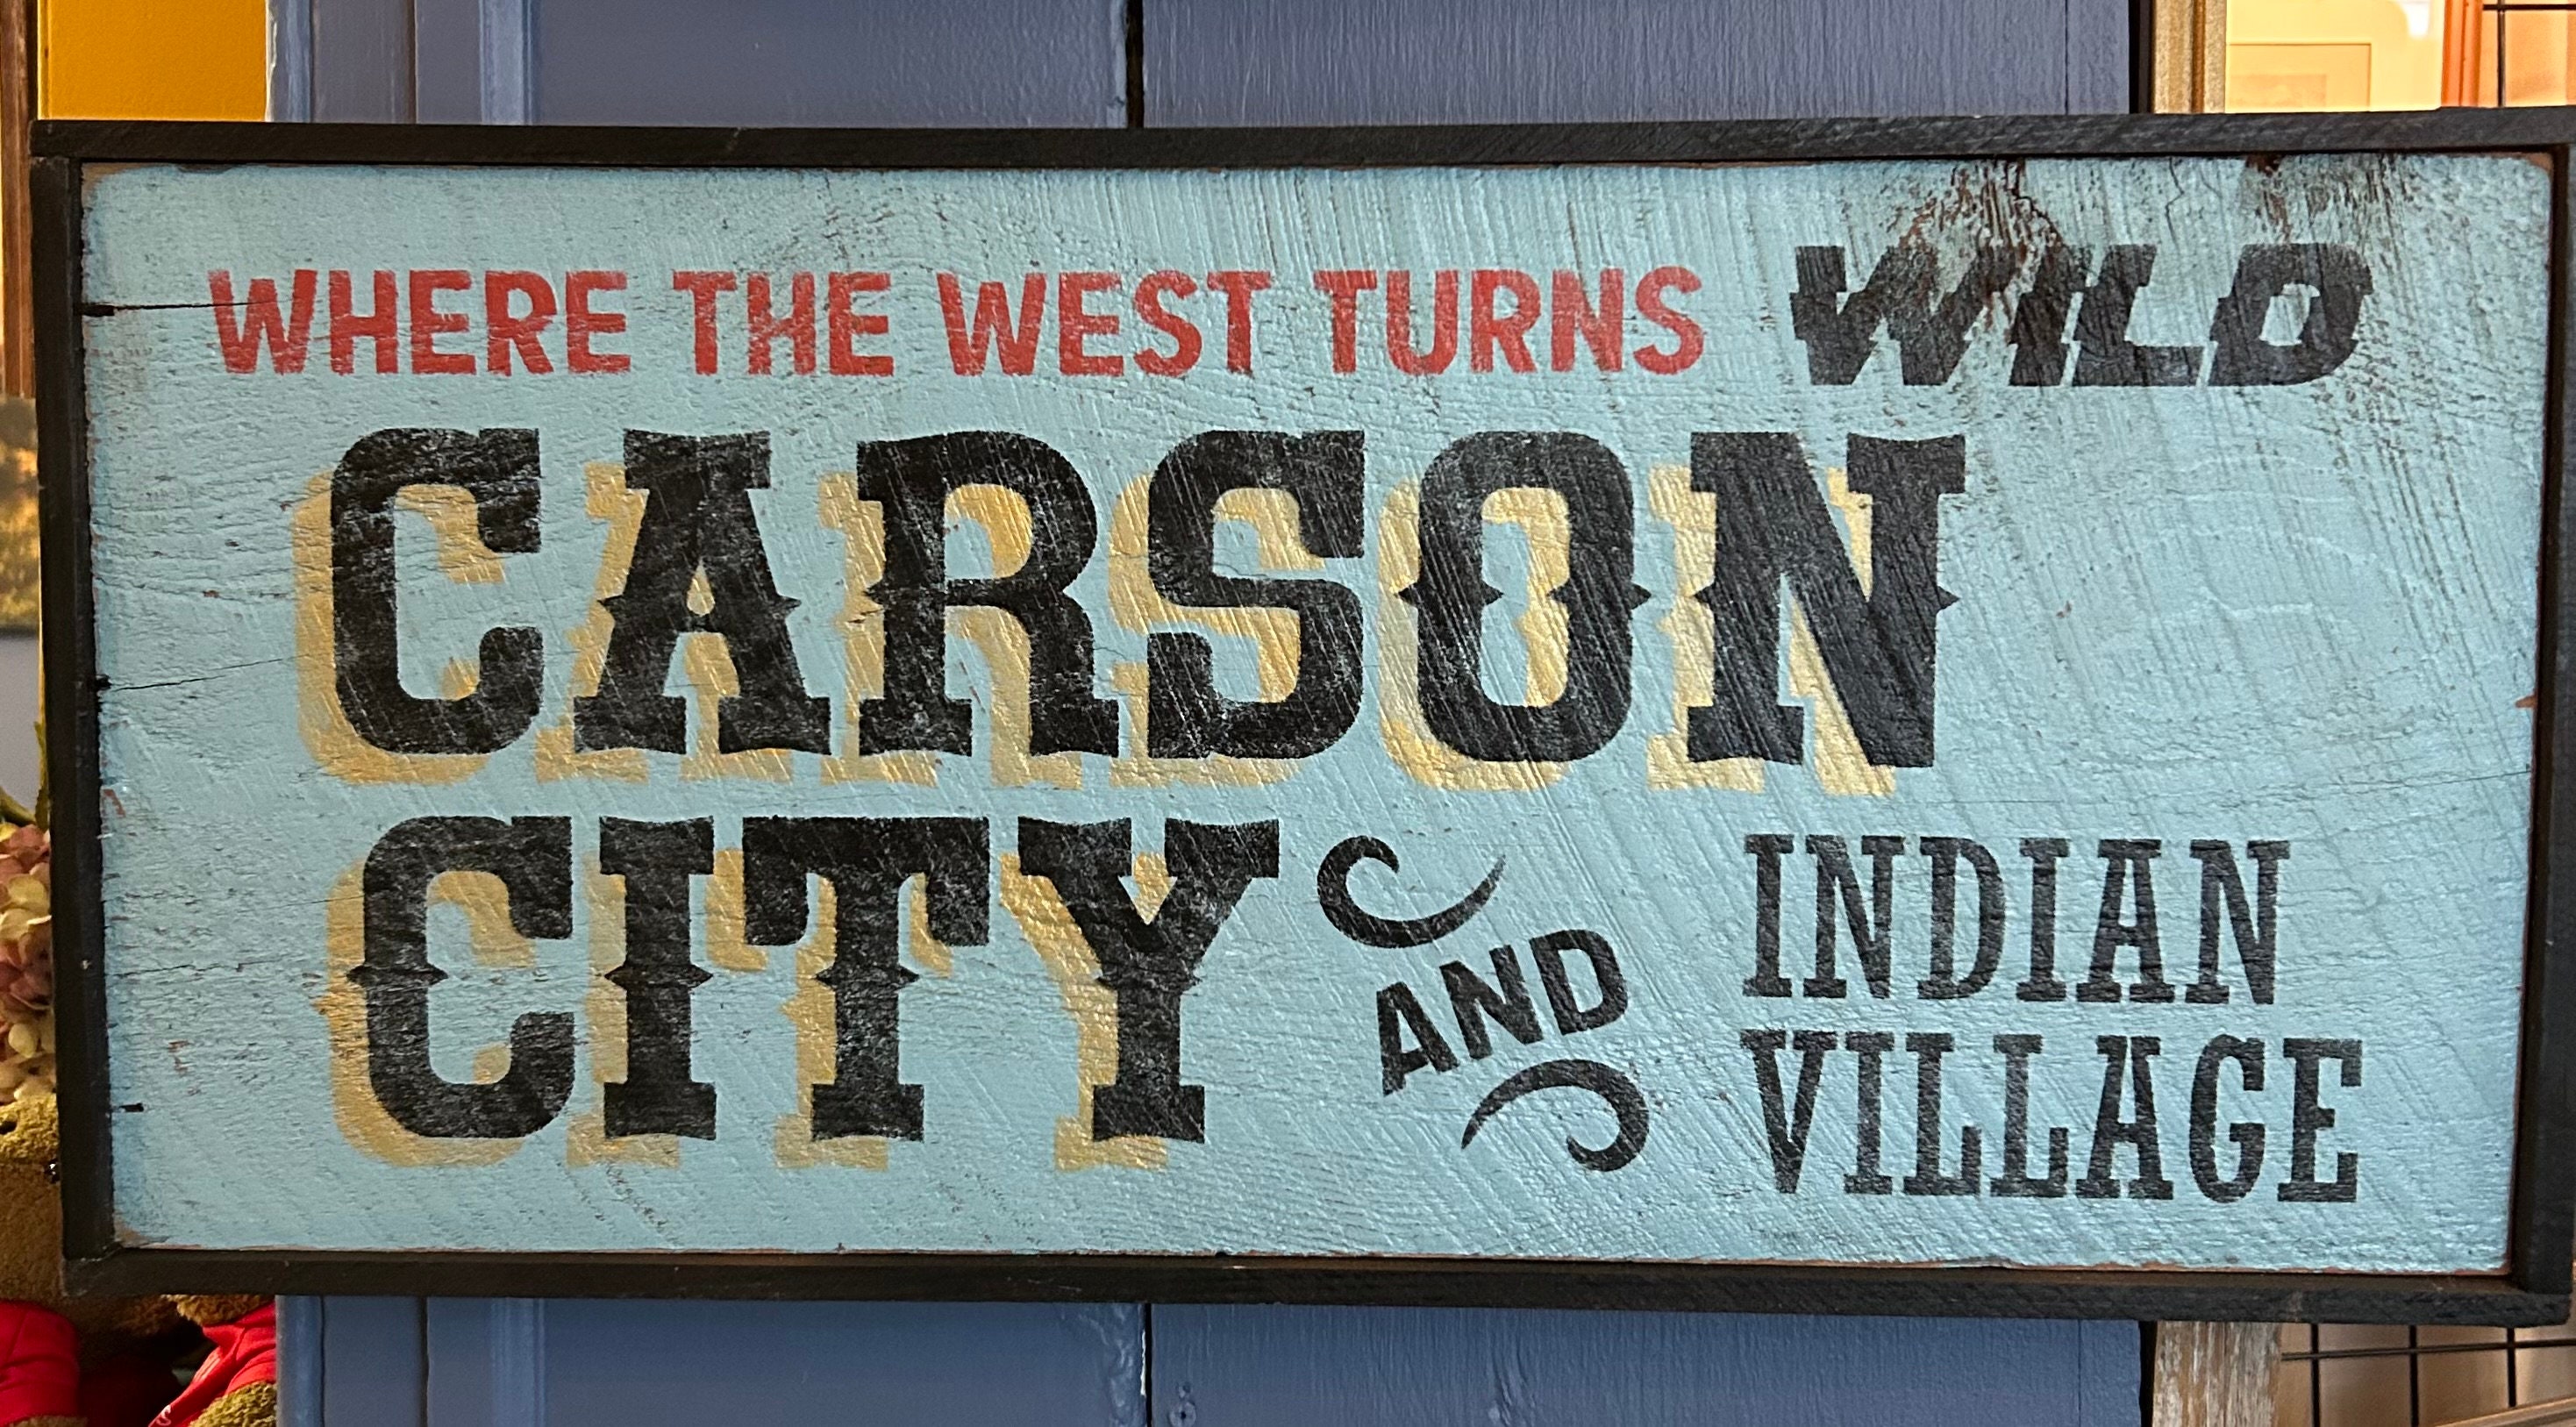 WHERE THE WEST TURNS WILD
CARSON
CITY AND INDIAN
VILLAGE